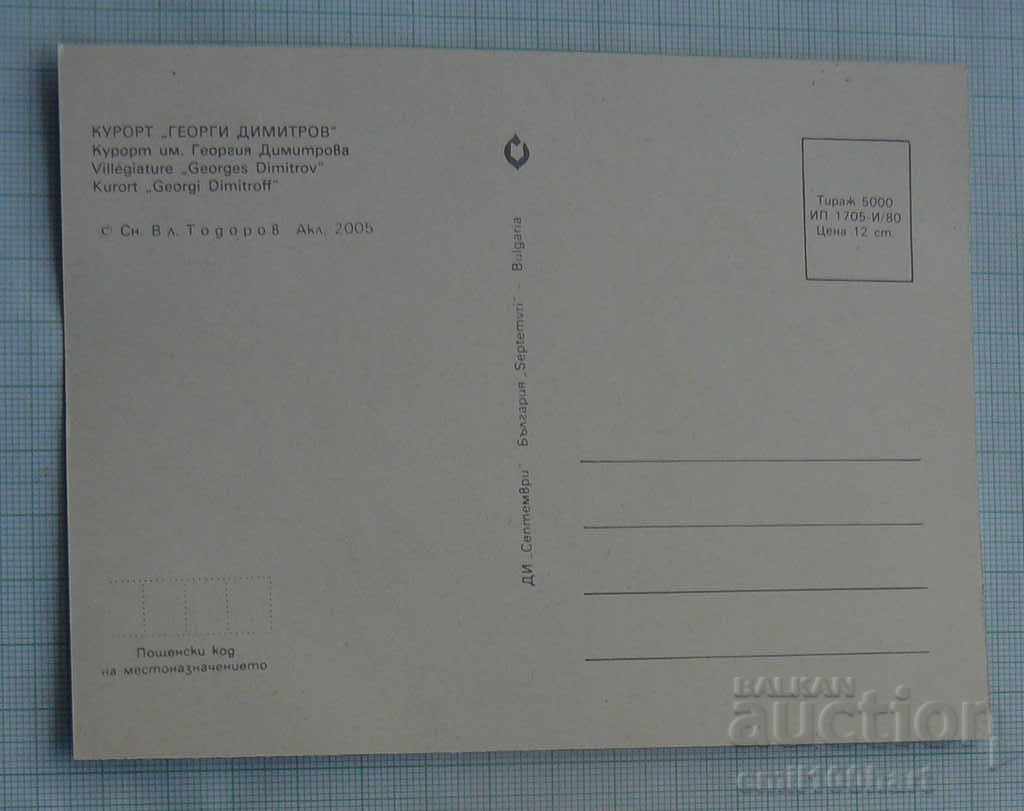 КУРОРТ „ГЕОРГИ ДИМИТРОВ"
Курорт им. Георгия Димитрова
Villégiature „Georges Dimitrov"
Kurort „Georgi Dimitroff"
© Сн. Вл. Тодоров Акл. 2005
ДИ „Септември" България „Septemvri" – Bulgaria
Тираж 5000
ИП 1705-И/80
Цена 12 ст.
Пощенски код
на местоназначението
BALKAN
auction